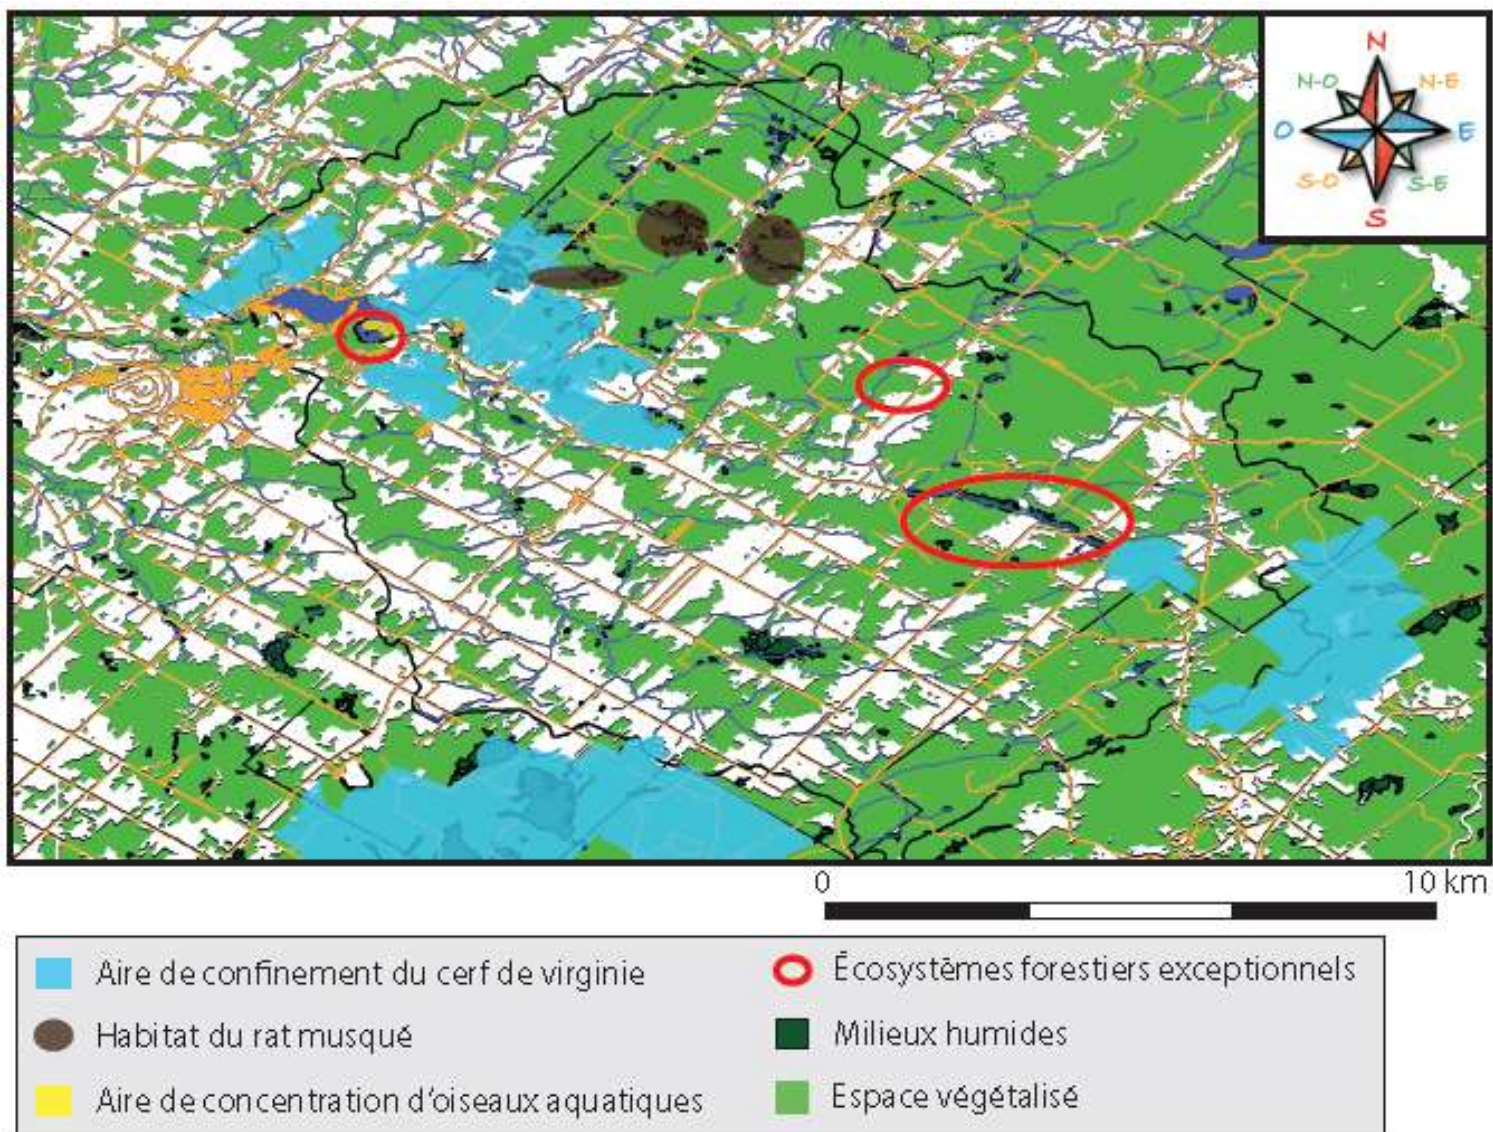 N
N-O
N-E
O
E
S-O
S-E
S
0
10 km
Aire de confinement du cerf de virginie
Écosystèmes forestiers exceptionnels
Habitat du rat musqué
Milieux humides
Aire de concentration d'oiseaux aquatiques
Espace végétalisé